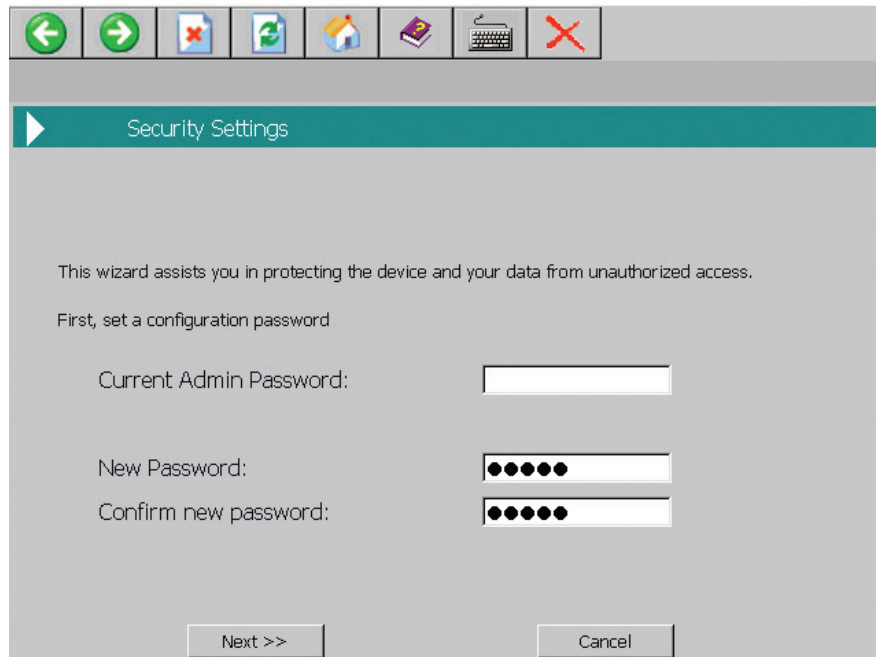 Security Settings
This wizard assists you in protecting the device and your data from unauthorized access.
First, set a configuration password
Current Admin Password:
New Password: ●●●●●
Confirm new password: ●●●●●
Next >> Cancel